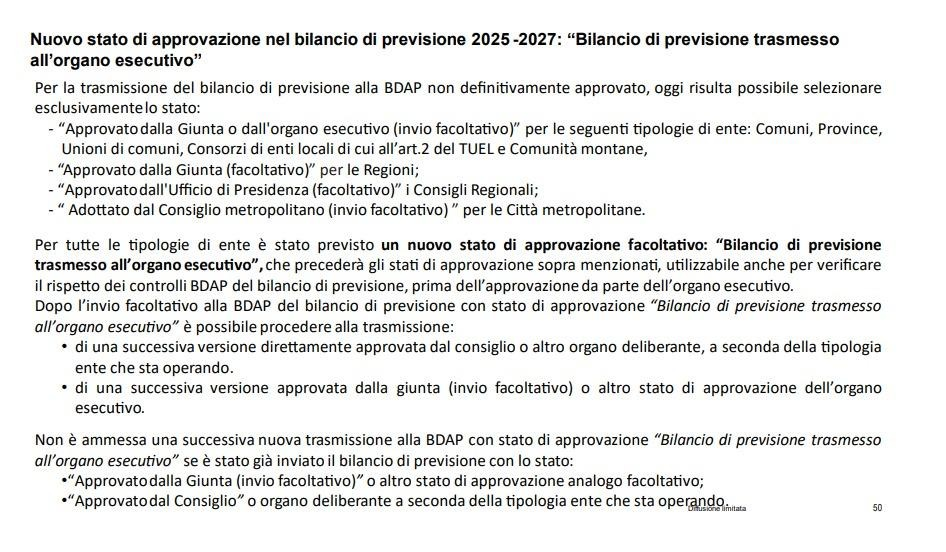 Nuovo stato di approvazione nel bilancio di previsione 2025-2027: “Bilancio di previsione trasmesso
all’organo esecutivo”
Per la trasmissione del bilancio di previsione alla BDAP non definitivamente approvato, oggi risulta possibile selezionare
esclusivamente lo stato:
- “Approvato dalla Giunta o dall'organo esecutivo (invio facoltativo)” per le seguenti tipologie di ente: Comuni, Province,
Unioni di comuni, Consorzi di enti locali di cui all’art.2 del TUEL e Comunità montane,
- “Approvato dalla Giunta (facoltativo)” per le Regioni;
- “Approvato dall'Ufficio di Presidenza (facoltativo)” i Consigli Regionali;
- “ Adottato dal Consiglio metropolitano (invio facoltativo) ” per le Città metropolitane.
Per tutte le tipologie di ente è stato previsto un nuovo stato di approvazione facoltativo: “Bilancio di previsione
trasmesso all’organo esecutivo”, che precederà gli stati di approvazione sopra menzionati, utilizzabile anche per verificare
il rispetto dei controlli BDAP del bilancio di previsione, prima dell’approvazione da parte dell’organo esecutivo.
Dopo l’invio facoltativo alla BDAP del bilancio di previsione con stato di approvazione “Bilancio di previsione trasmesso
all’organo esecutivo” è possibile procedere alla trasmissione:
• di una successiva versione direttamente approvata dal consiglio o altro organo deliberante, a seconda della tipologia
ente che sta operando.
• di una successiva versione approvata dalla giunta (invio facoltativo) o altro stato di approvazione dell’organo
esecutivo.
Non è ammessa una successiva nuova trasmissione alla BDAP con stato di approvazione “Bilancio di previsione trasmesso
all’organo esecutivo” se è stato già inviato il bilancio di previsione con lo stato:
•“Approvato dalla Giunta (invio facoltativo)” o altro stato di approvazione analogo facoltativo;
•“Approvato dal Consiglio” o organo deliberante a seconda della tipologia ente che sta operando.
Diffusione limitata
50